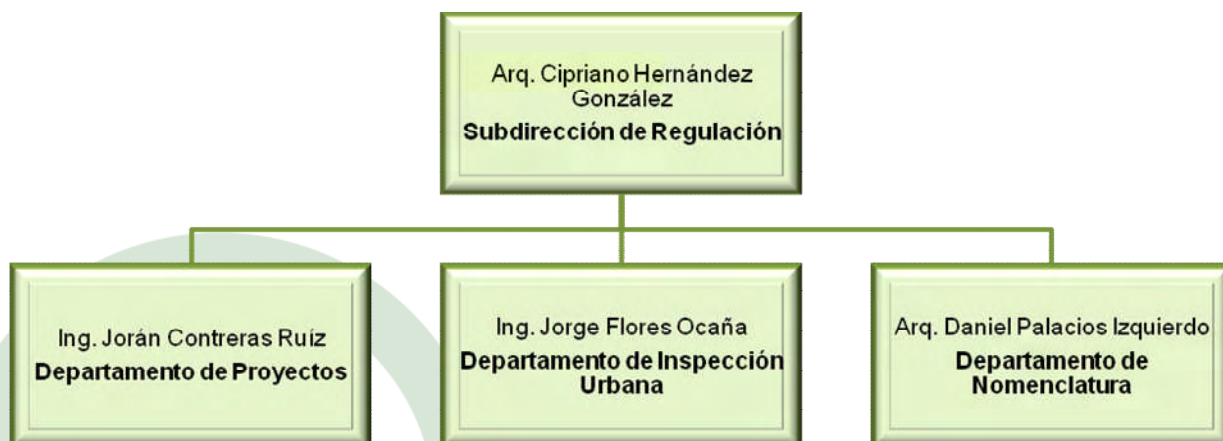 Arq. Cipriano Hernández
González
Subdirección de Regulación
Ing. Jorán Contreras Ruíz
Departamento de Proyectos
Ing. Jorge Flores Ocaña
Departamento de Inspección
Urbana
Arq. Daniel Palacios Izquierdo
Departamento de
Nomenclatura